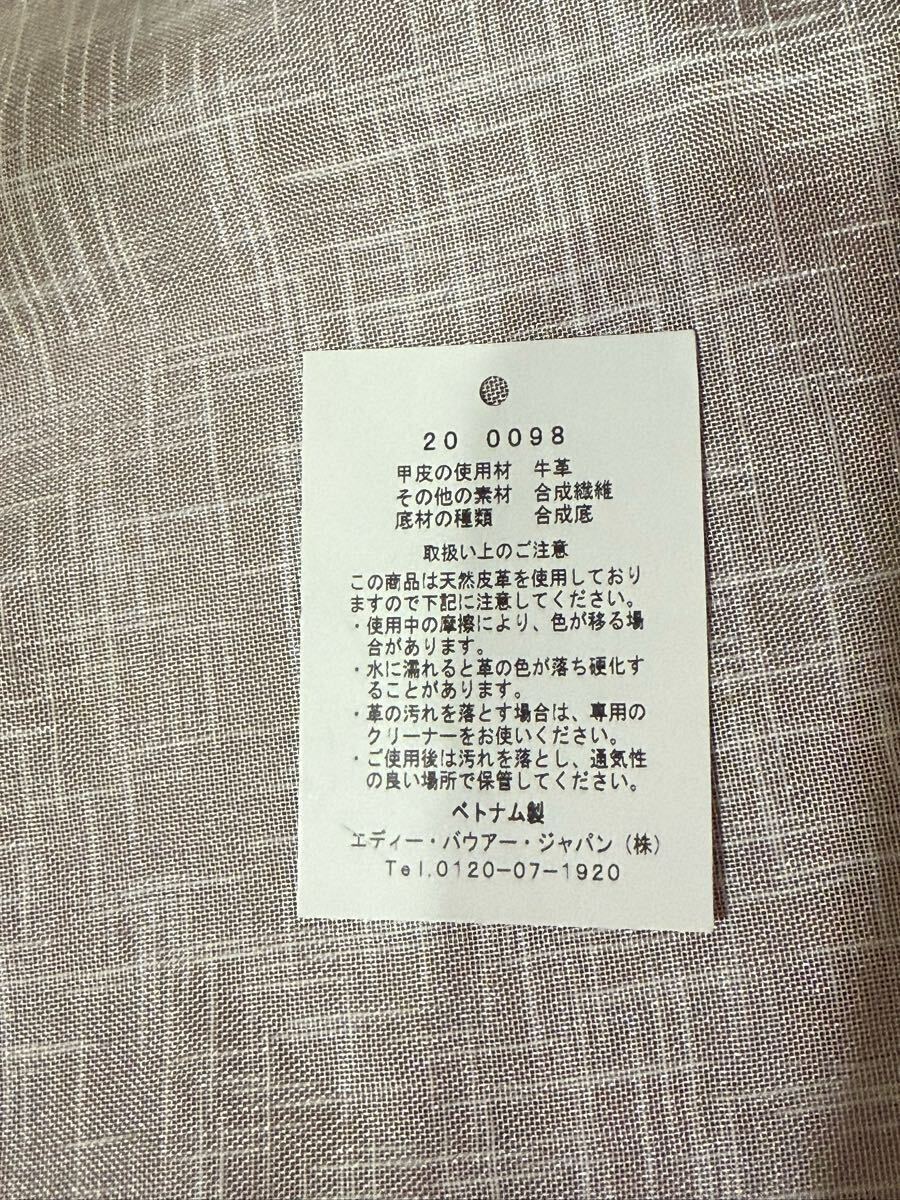 20 0098
甲皮の使用材 牛革
その他の素材 合成繊維
底材の種類 合成底
取扱い上のご注意
この商品は天然皮革を使用しており
ますので下記に注意してください。
・使用中の摩擦により、色が移る場
合があります。
・水に濡れると革の色が落ち硬化す
ることがあります。
・革の汚れを落とす場合は、専用の
クリーナーをお使いください。
・ご使用後は汚れを落とし、通気性
の良い場所で保管してください。
ベトナム製
エディー・バウアー・ジャパン（株）
Tel.0120-07-1920